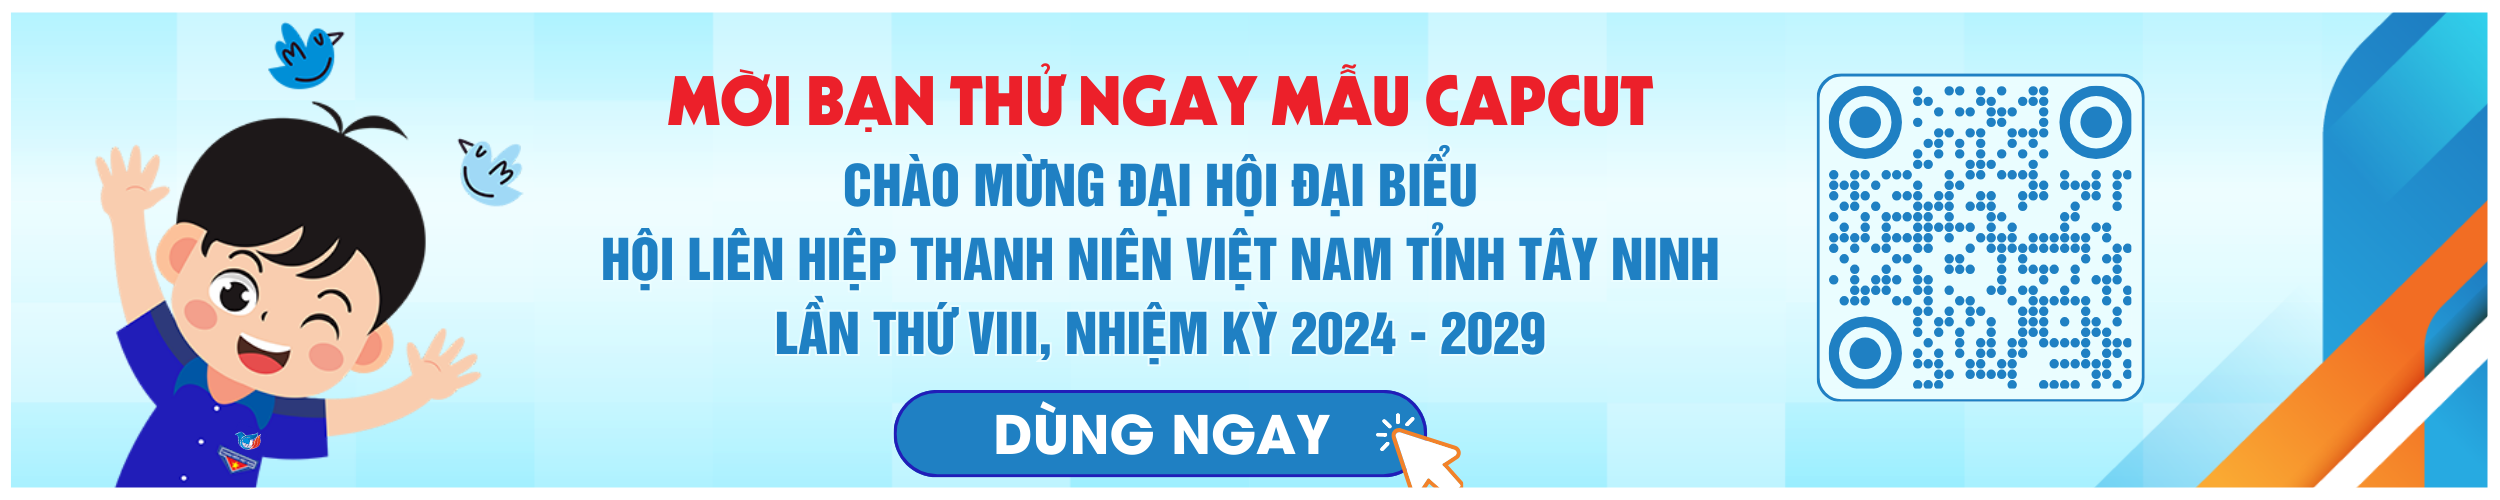 MỜI BẠN THỬ NGAY MẪU CAPCUT
CHÀO MỪNG ĐẠI HỘI ĐẠI BIỂU
HỘI LIÊN HIỆP THANH NIÊN VIỆT NAM TỈNH TÂY NINH
LẦN THỨ VIII, NHIỆM KỲ 2024 - 2029
DÙNG NGAY